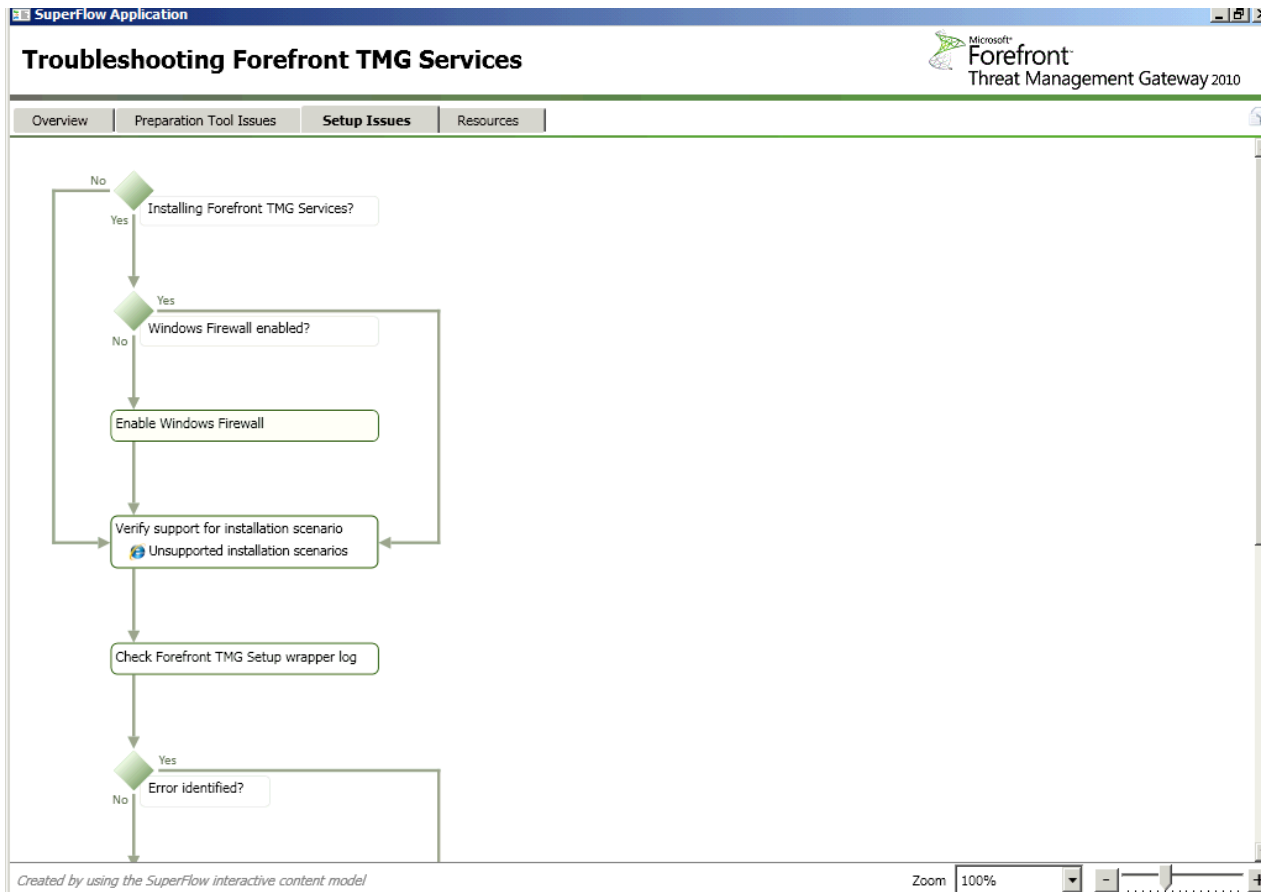 SuperFlow Application
Troubleshooting Forefront TMG Services
Microsoft®
Forefront™
Threat Management Gateway 2010
Overview
Preparation Tool Issues
Setup Issues
Resources
No
Installing Forefront TMG Services?
Yes
Yes
Windows Firewall enabled?
No
Enable Windows Firewall
Verify support for installation scenario
Unsupported installation scenarios
Check Forefront TMG Setup wrapper log
Yes
Error identified?
No
Created by using the SuperFlow interactive content model
Zoom 100%